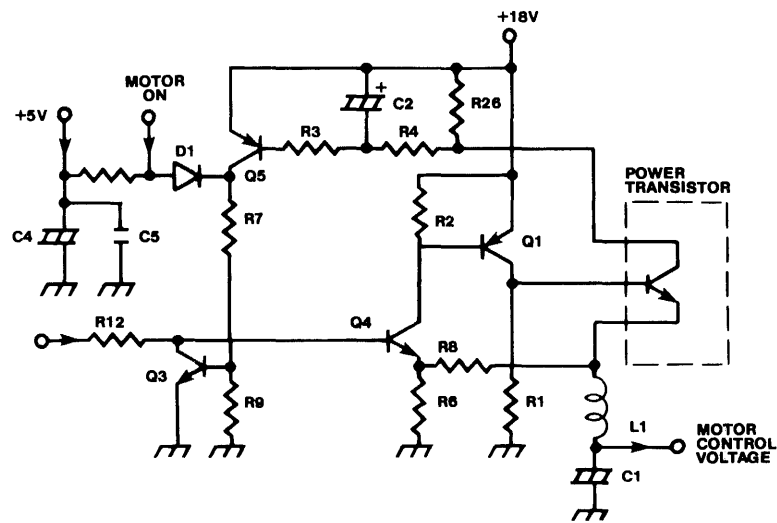 +18V
MOTOR
ON
+5V
+
C2
R26
D1
R3
R4
Q5
POWER
TRANSISTOR
C4
C5
R7
R2
Q1
R12
Q4
R8
Q3
R9
R6
R1
L1
MOTOR
CONTROL
VOLTAGE
C1